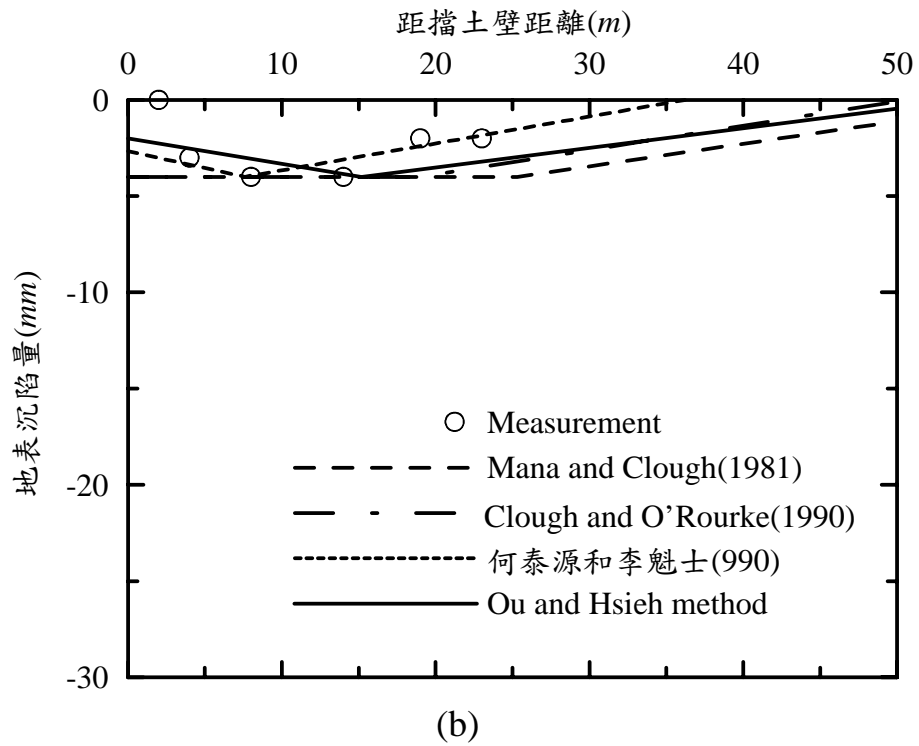 距擋土壁距離(m)
0 10 20 30 40 50
0
-10
-20
-30
地表沉陷量(mm)
Measurement
Mana and Clough(1981)
Clough and O’Rourke(1990)
何泰源和李魁士(990)
Ou and Hsieh method
(b)